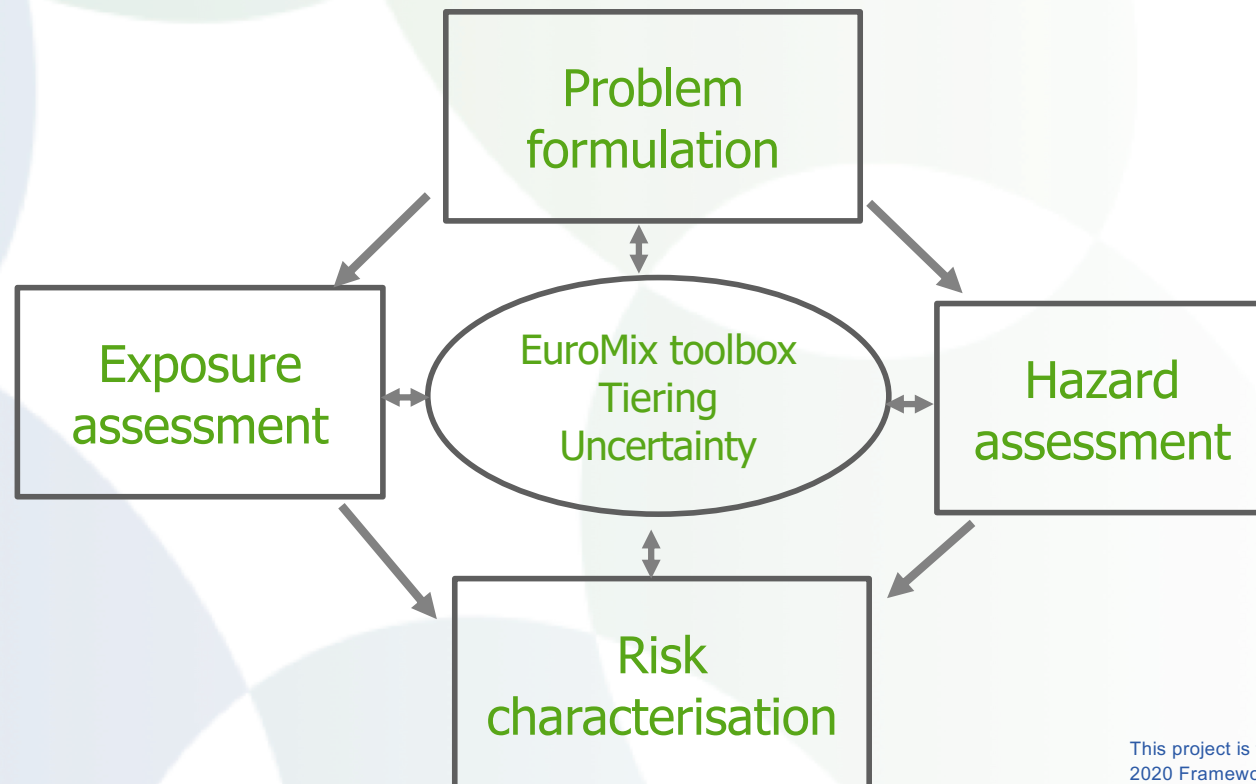 Problem
formulation
Exposure
assessment
EuroMix toolbox
Tiering
Uncertainty
Hazard
assessment
Risk
characterisation
This project is
2020 Framewo